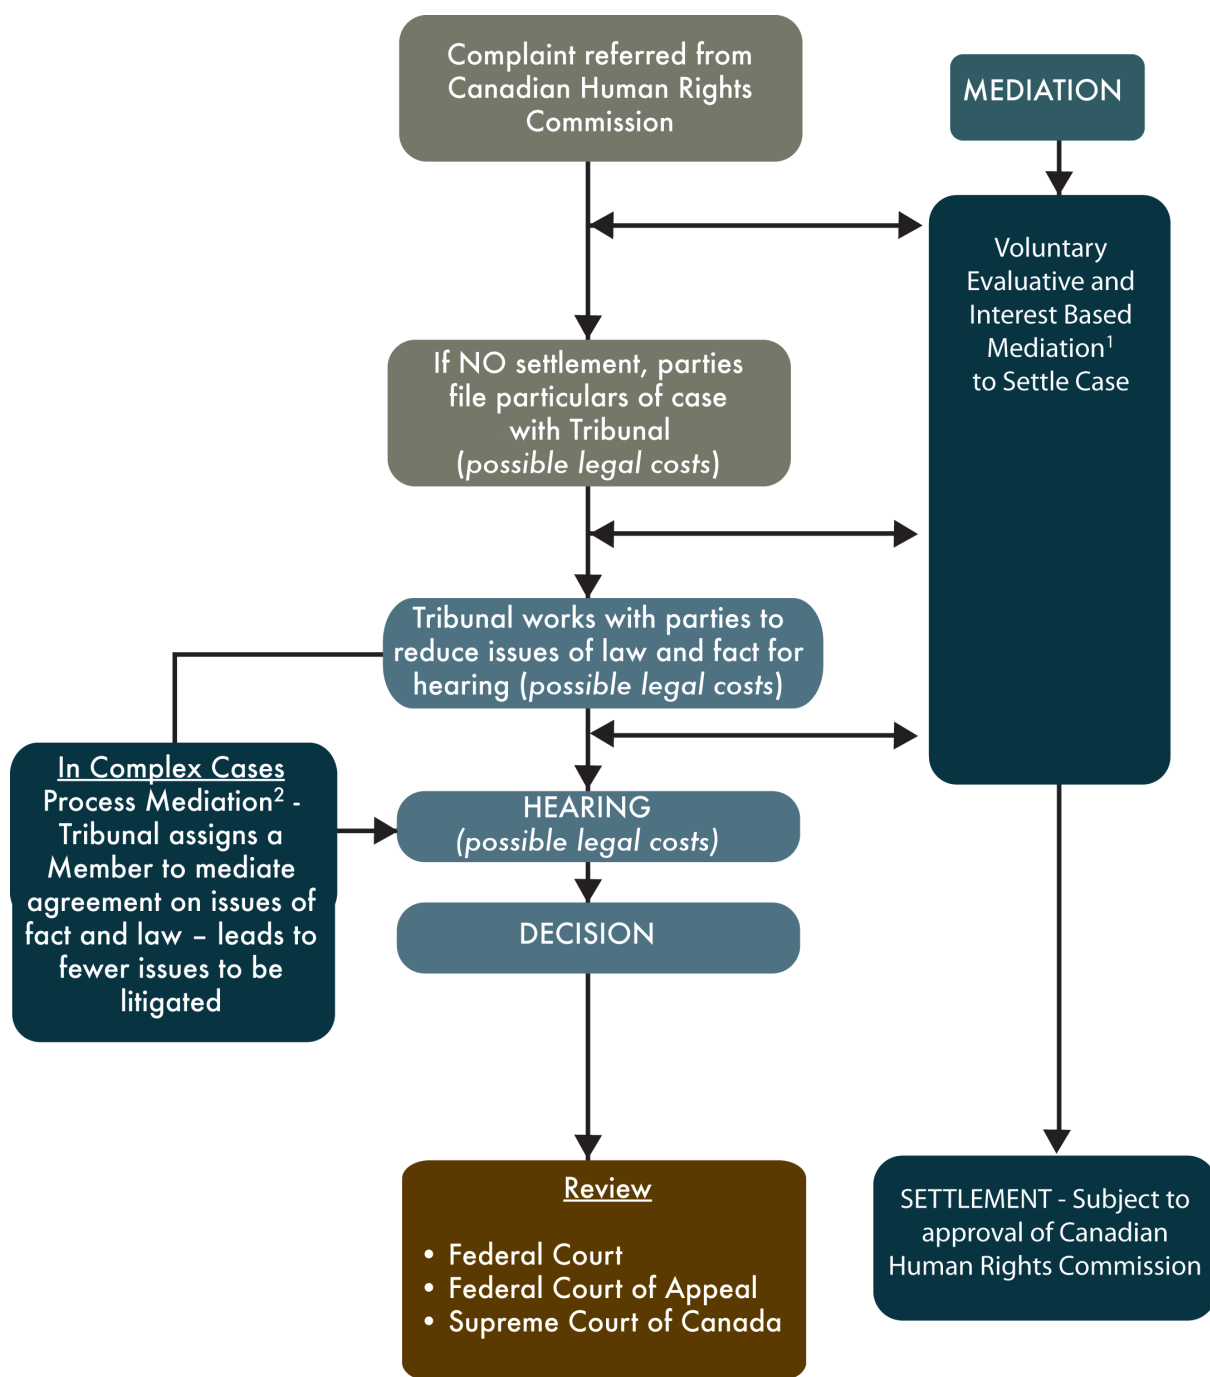 Complaint referred from
Canadian Human Rights
Commission
MEDIATION
Voluntary
Evaluative and
Interest Based
Mediation¹
to Settle Case
If NO settlement, parties
file particulars of case
with Tribunal
(possible legal costs)
Tribunal works with parties to
reduce issues of law and fact for
hearing (possible legal costs)
In Complex Cases
Process Mediation² -
Tribunal assigns a
Member to mediate
agreement on issues of
fact and law – leads to
fewer issues to be
litigated
HEARING
(possible legal costs)
DECISION
Review
• Federal Court
• Federal Court of Appeal
• Supreme Court of Canada
SETTLEMENT - Subject to
approval of Canadian
Human Rights Commission